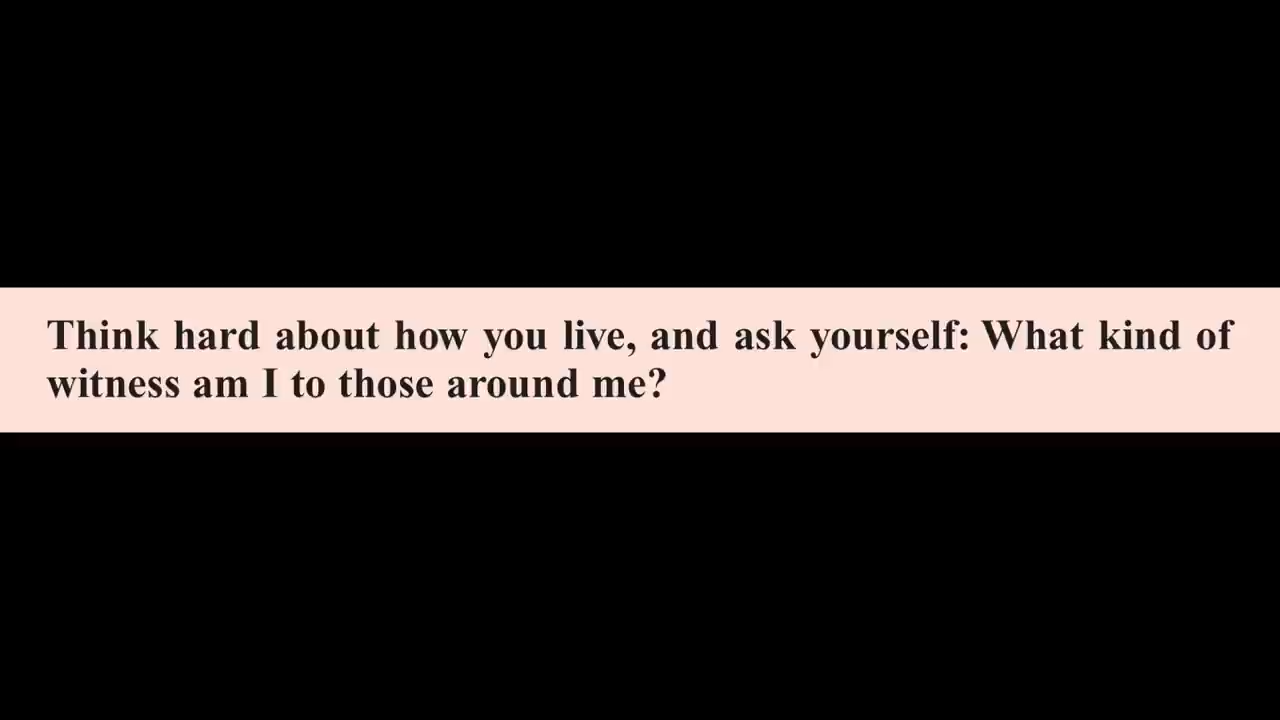 Think hard about how you live, and ask yourself: What kind of
witness am I to those around me?